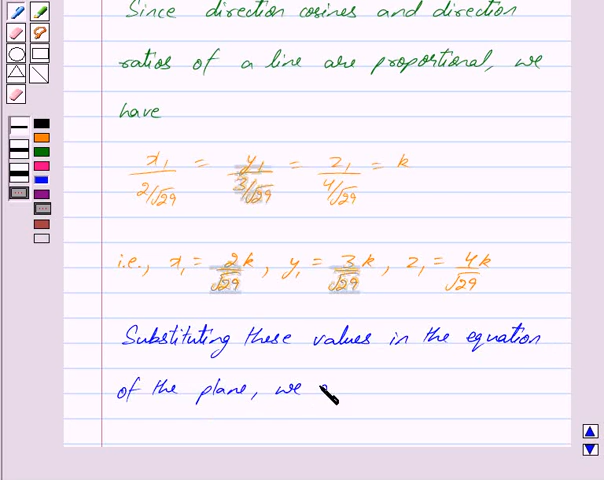 Since direction cosines and direction
ratios of a line are proportional, we
have
x₁/(2/√29) = y₁/(3/√29) = z₁/(4/√29) = k
i.e., x₁ = 2/√29 k, y₁ = 3/√29 k, z₁ = 4k/√29
Substituting these values in the equation
of the plane, we